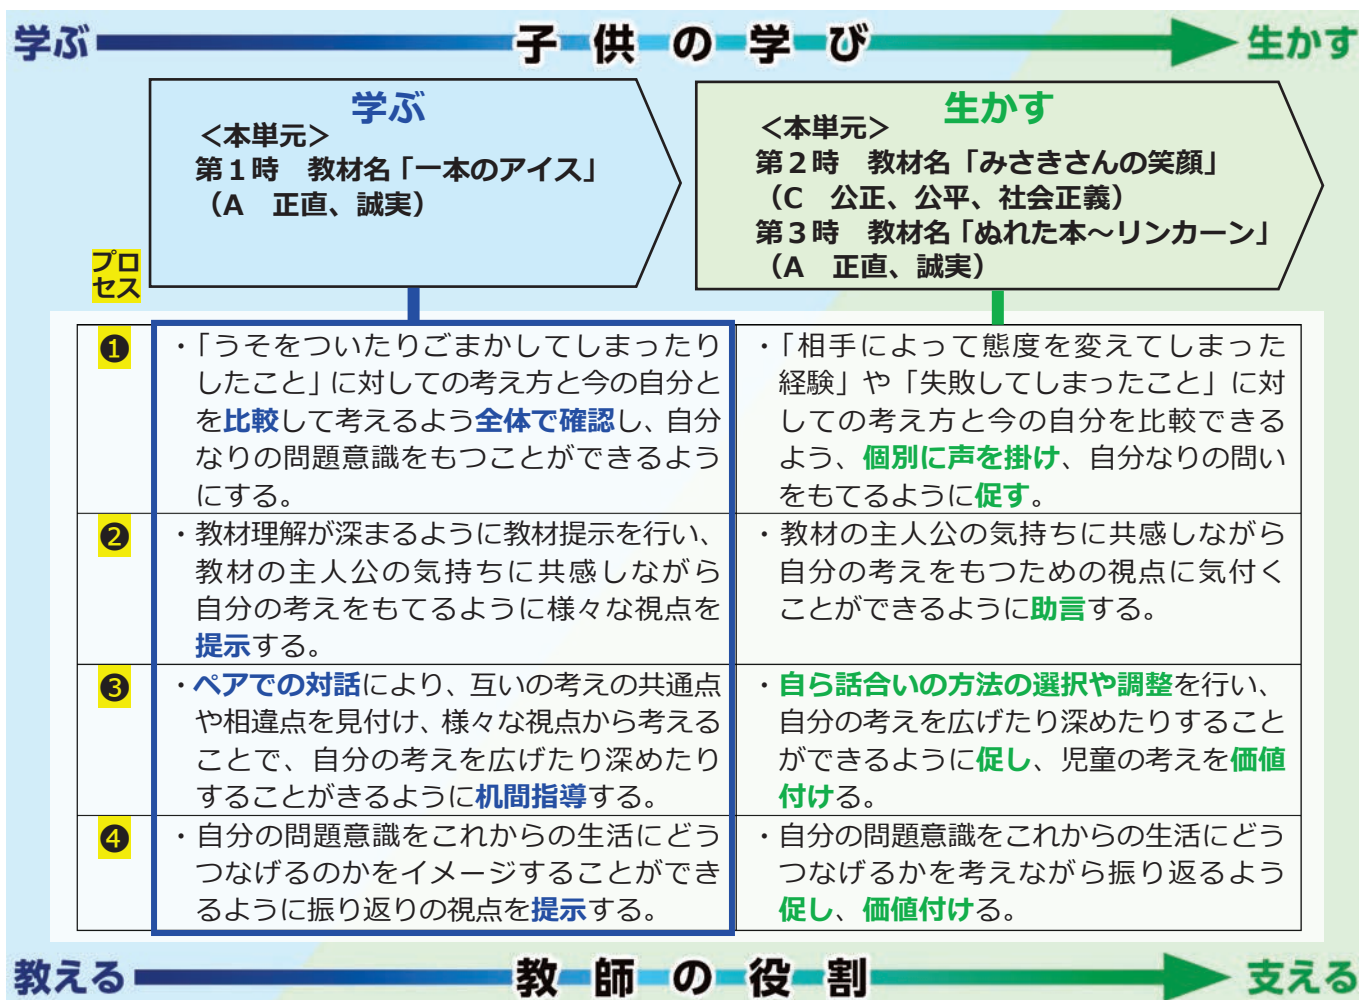 学ぶ 子供の学び 生かす
学ぶ
＜本単元＞
第１時　教材名「一本のアイス」
（A　正直、誠実）
生かす
＜本単元＞
第２時　教材名「みさきさんの笑顔」
（C　公正、公平、社会正義）
第３時　教材名「ぬれた本～リンカーン」
（A　正直、誠実）
プロ
セス
❶
・「うそをついたりごまかしてしまったり
したこと」に対しての考え方と今の自分と
を比較して考えるよう全体で確認し、自分
なりの問題意識をもつことができるよう
にする。
・「相手によって態度を変えてしまった
経験」や「失敗してしまったこと」に対
しての考え方と今の自分を比較できる
よう、個別に声を掛け、自分なりの問い
をもてるように促す。
❷
・教材理解が深まるように教材提示を行い、
教材の主人公の気持ちに共感しながら
自分の考えをもてるように様々な視点を
提示する。
・教材の主人公の気持ちに共感しながら
自分の考えをもつための視点に気付く
ことができるように助言する。
❸
・ペアでの対話により、互いの考えの共通点
や相違点を見付け、様々な視点から考える
ことで、自分の考えを広げたり深めたり
することがきるように机間指導する。
・自ら話合いの方法の選択や調整を行い、
自分の考えを広げたり深めたりすること
ができるように促し、児童の考えを価値
付ける。
❹
・自分の問題意識をこれからの生活にどう
つなげるのかをイメージすることができ
るように振り返りの視点を提示する。
・自分の問題意識をこれからの生活にどう
つなげるかを考えながら振り返るよう
促し、価値付ける。
教える 教師の役割 支える